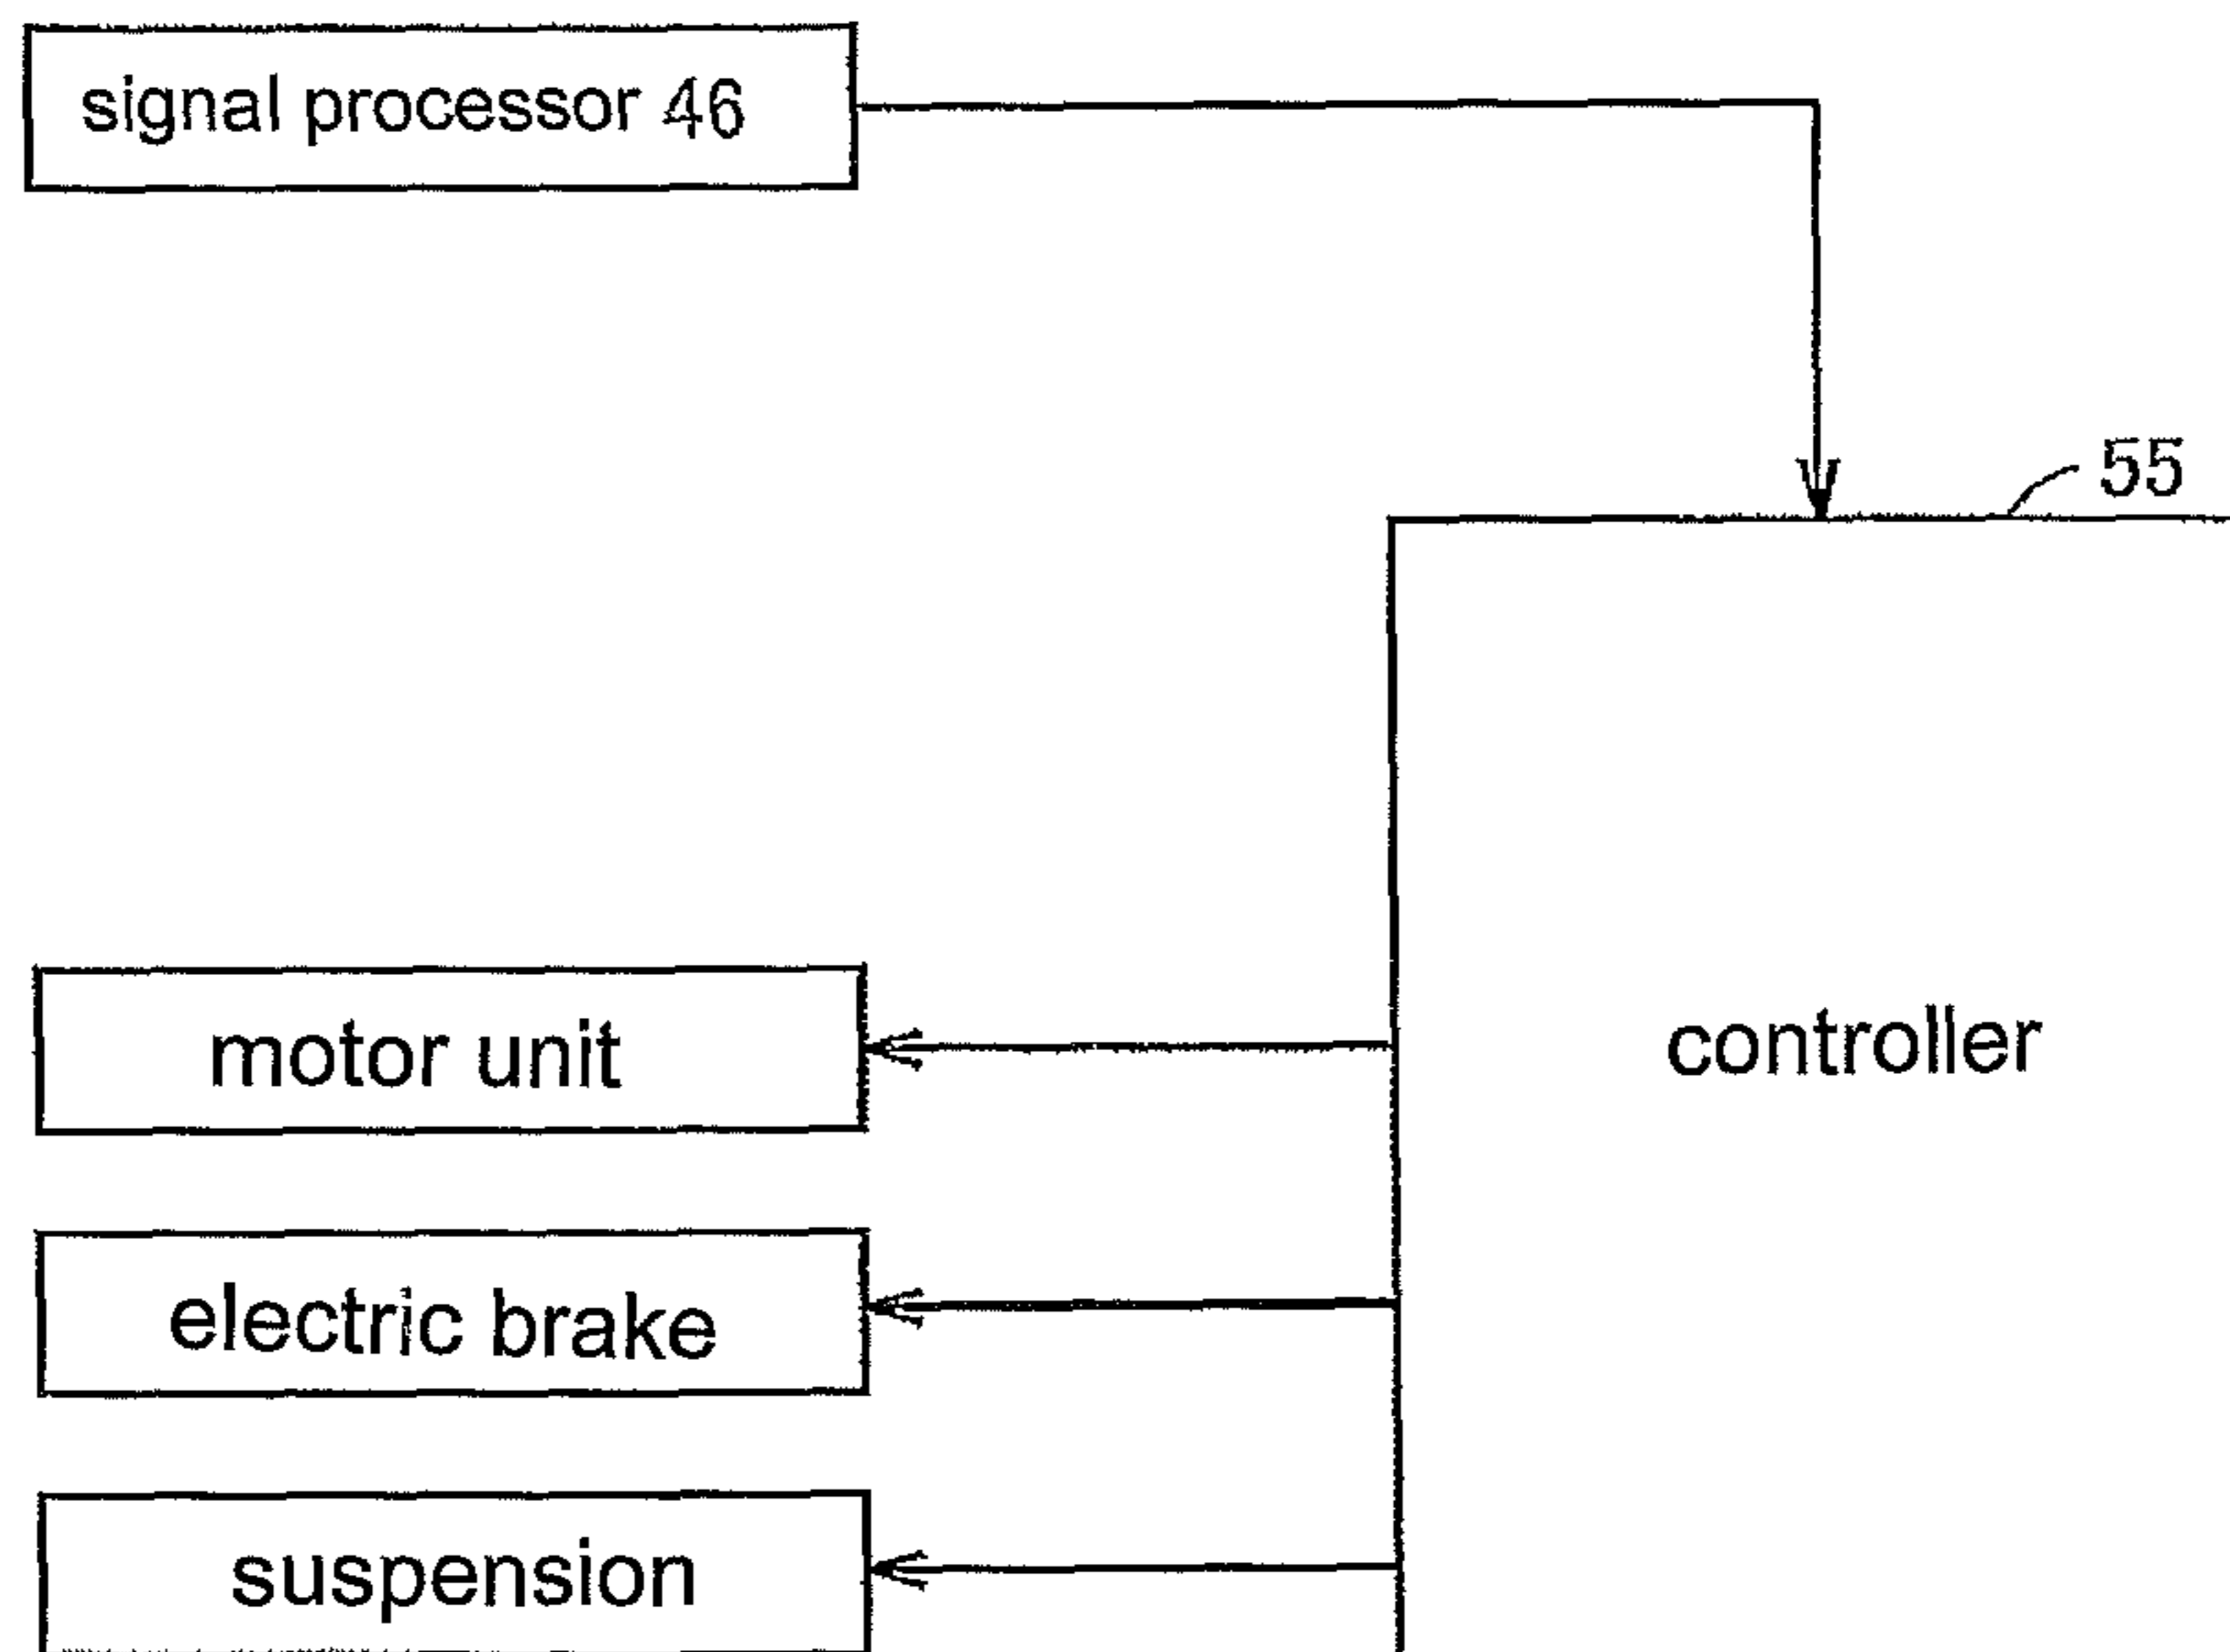 signal processor 46
55
motor unit
controller
electric brake
suspension